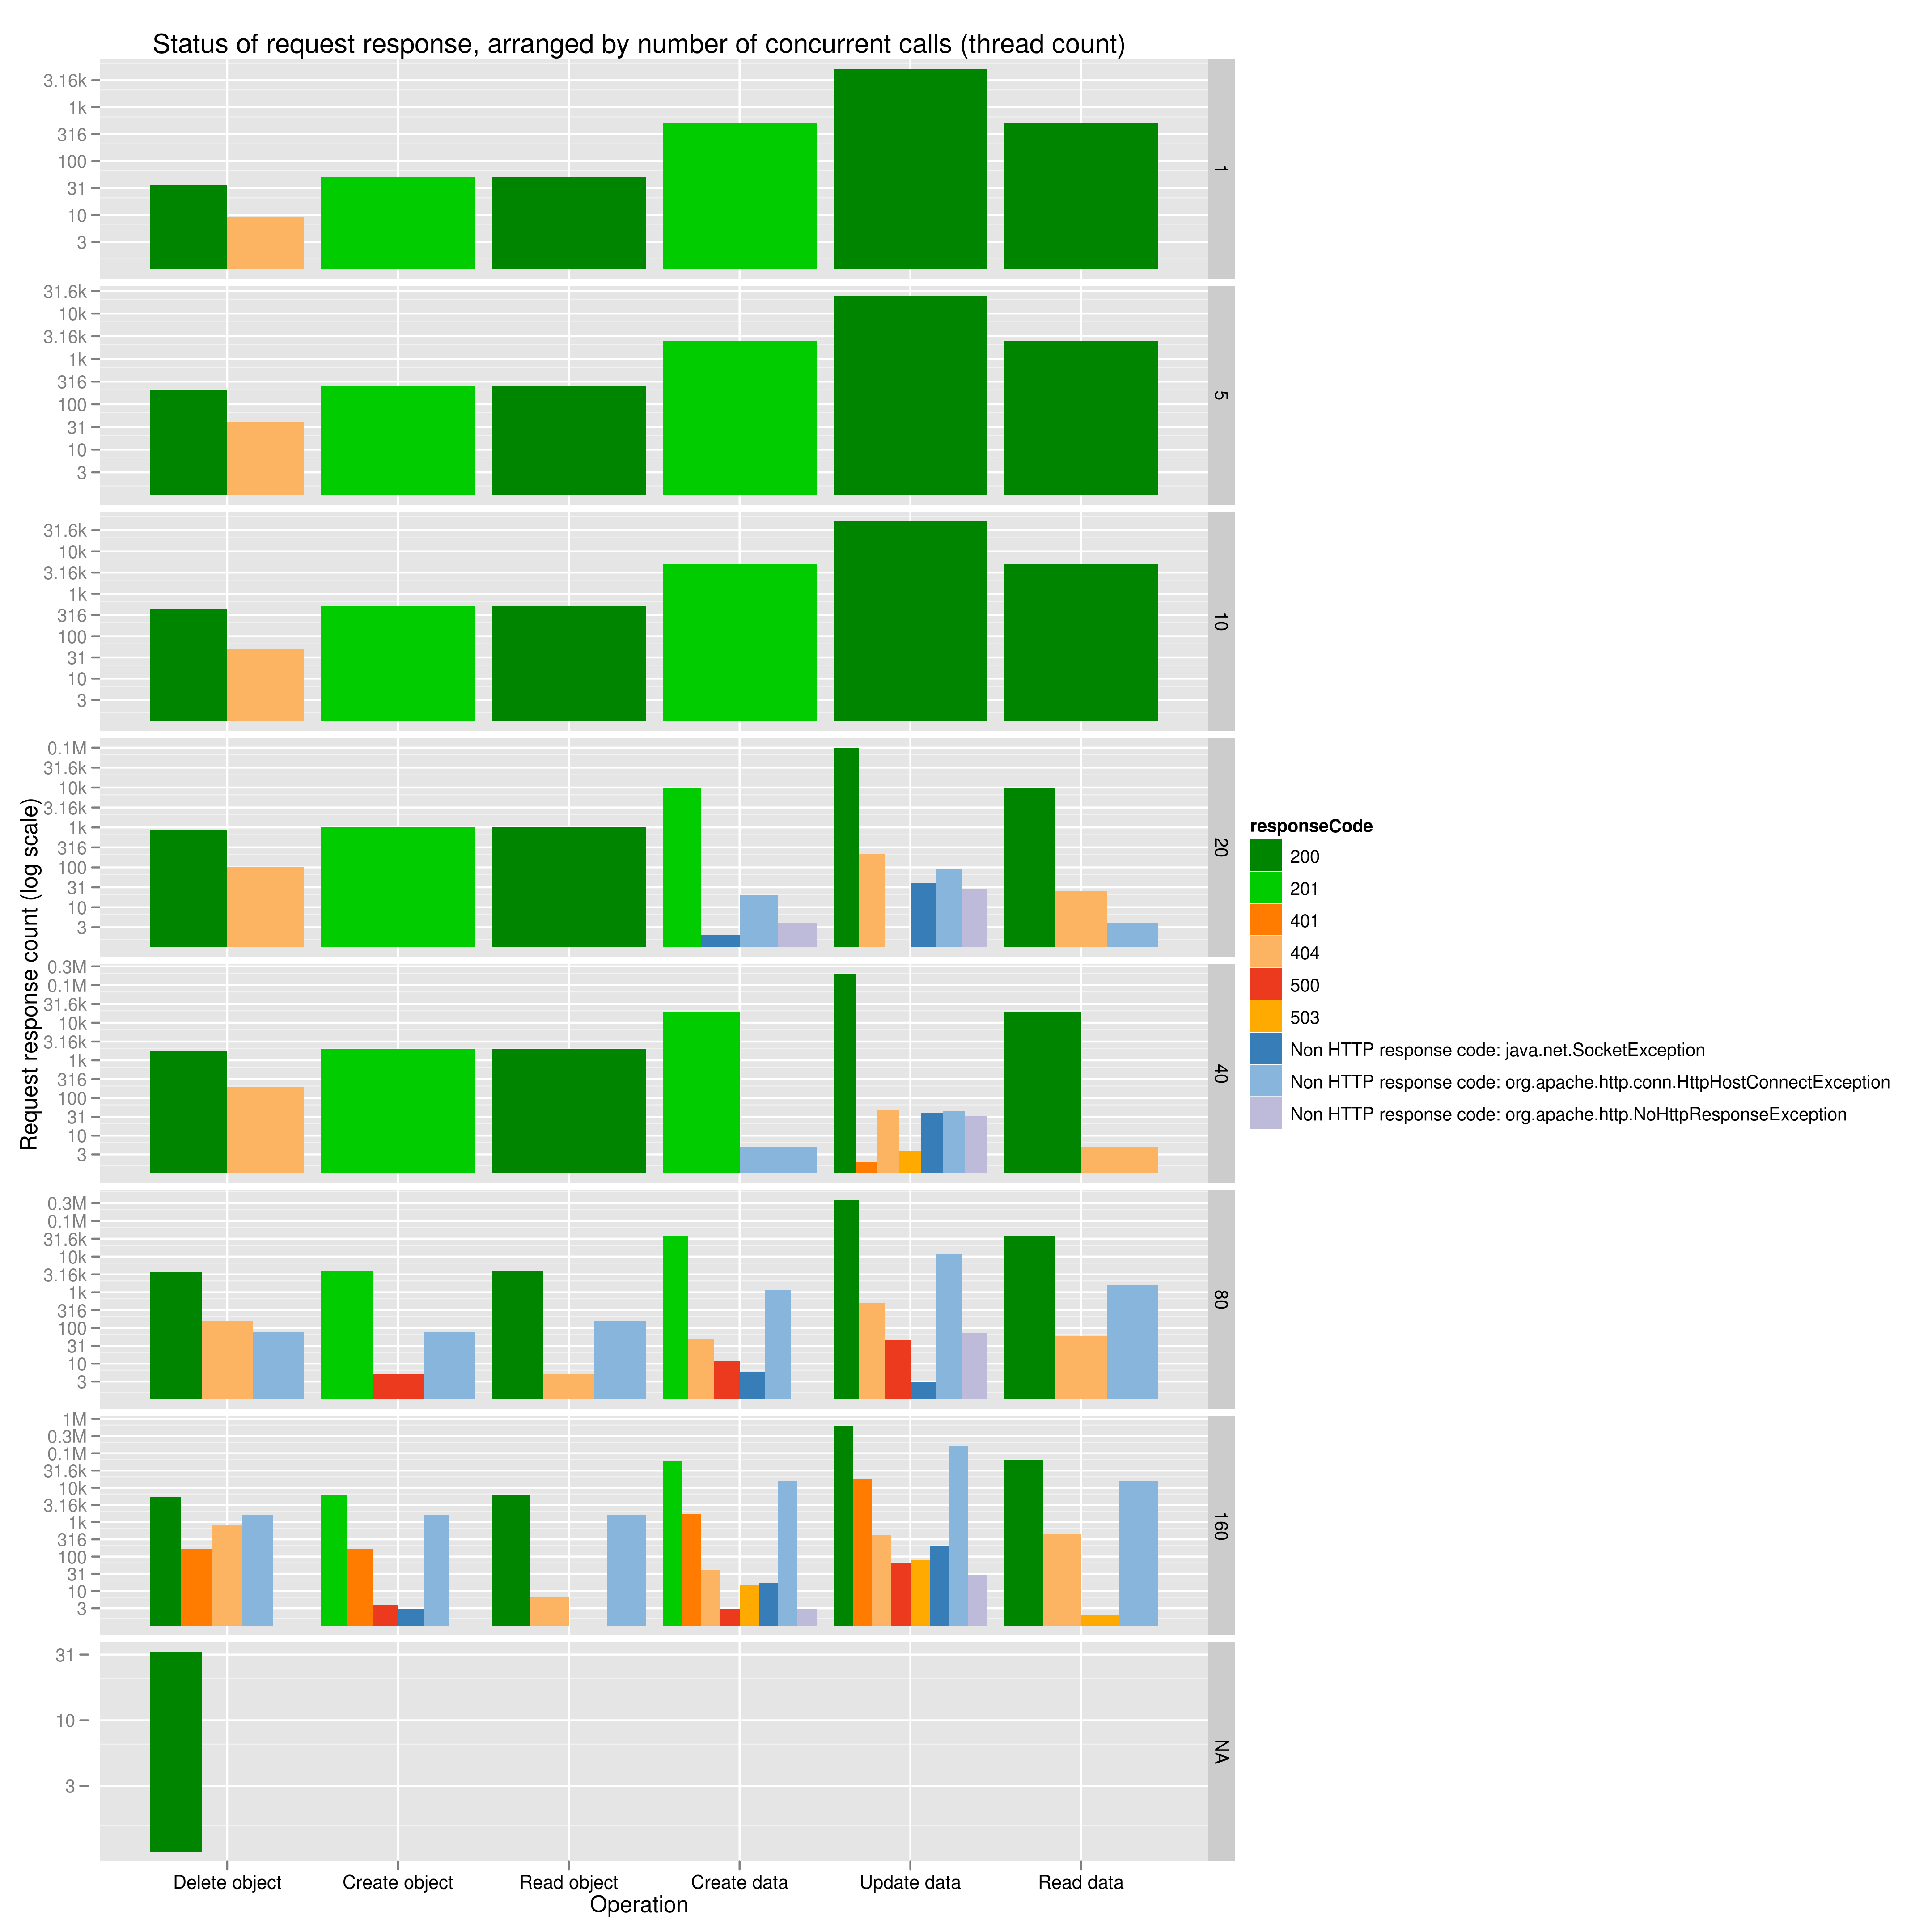 Status of request response, arranged by number of concurrent calls (thread count)
Request response count (log scale)
3.16k
1k
316
100
31
10
3
1
31.6k
10k
3.16k
1k
316
100
31
10
3
5
31.6k
10k
3.16k
1k
316
100
31
10
3
10
0.1M
31.6k
10k
3.16k
1k
316
100
31
10
3
20
0.3M
0.1M
31.6k
10k
3.16k
1k
316
100
31
10
3
40
0.3M
0.1M
31.6k
10k
3.16k
1k
316
100
31
10
3
80
1M
0.3M
0.1M
31.6k
10k
3.16k
1k
316
100
31
10
3
160
31
10
3
NA
Delete object
Create object
Read object
Create data
Update data
Read data
Operation
responseCode
200
201
401
404
500
503
Non HTTP response code: java.net.SocketException
Non HTTP response code: org.apache.http.conn.HttpHostConnectException
Non HTTP response code: org.apache.http.NoHttpResponseException